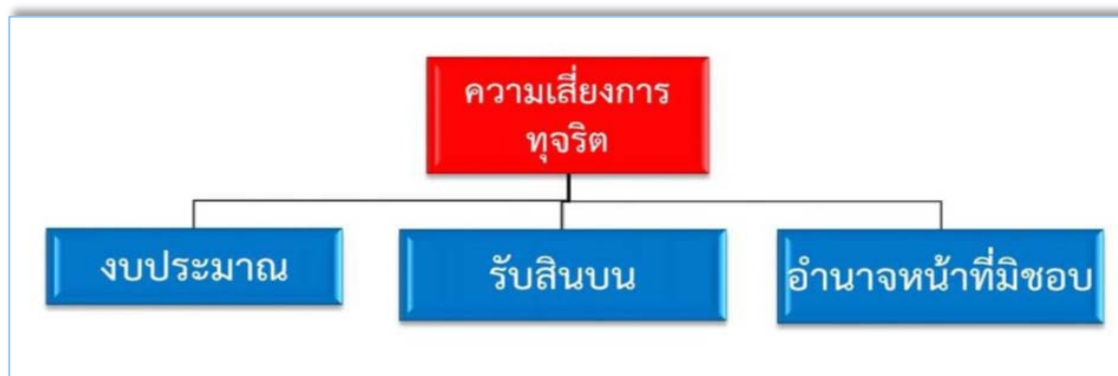 ความเสี่ยงการ
ทุจริต
งบประมาณ
รับสินบน
อำนาจหน้าที่มิชอบ